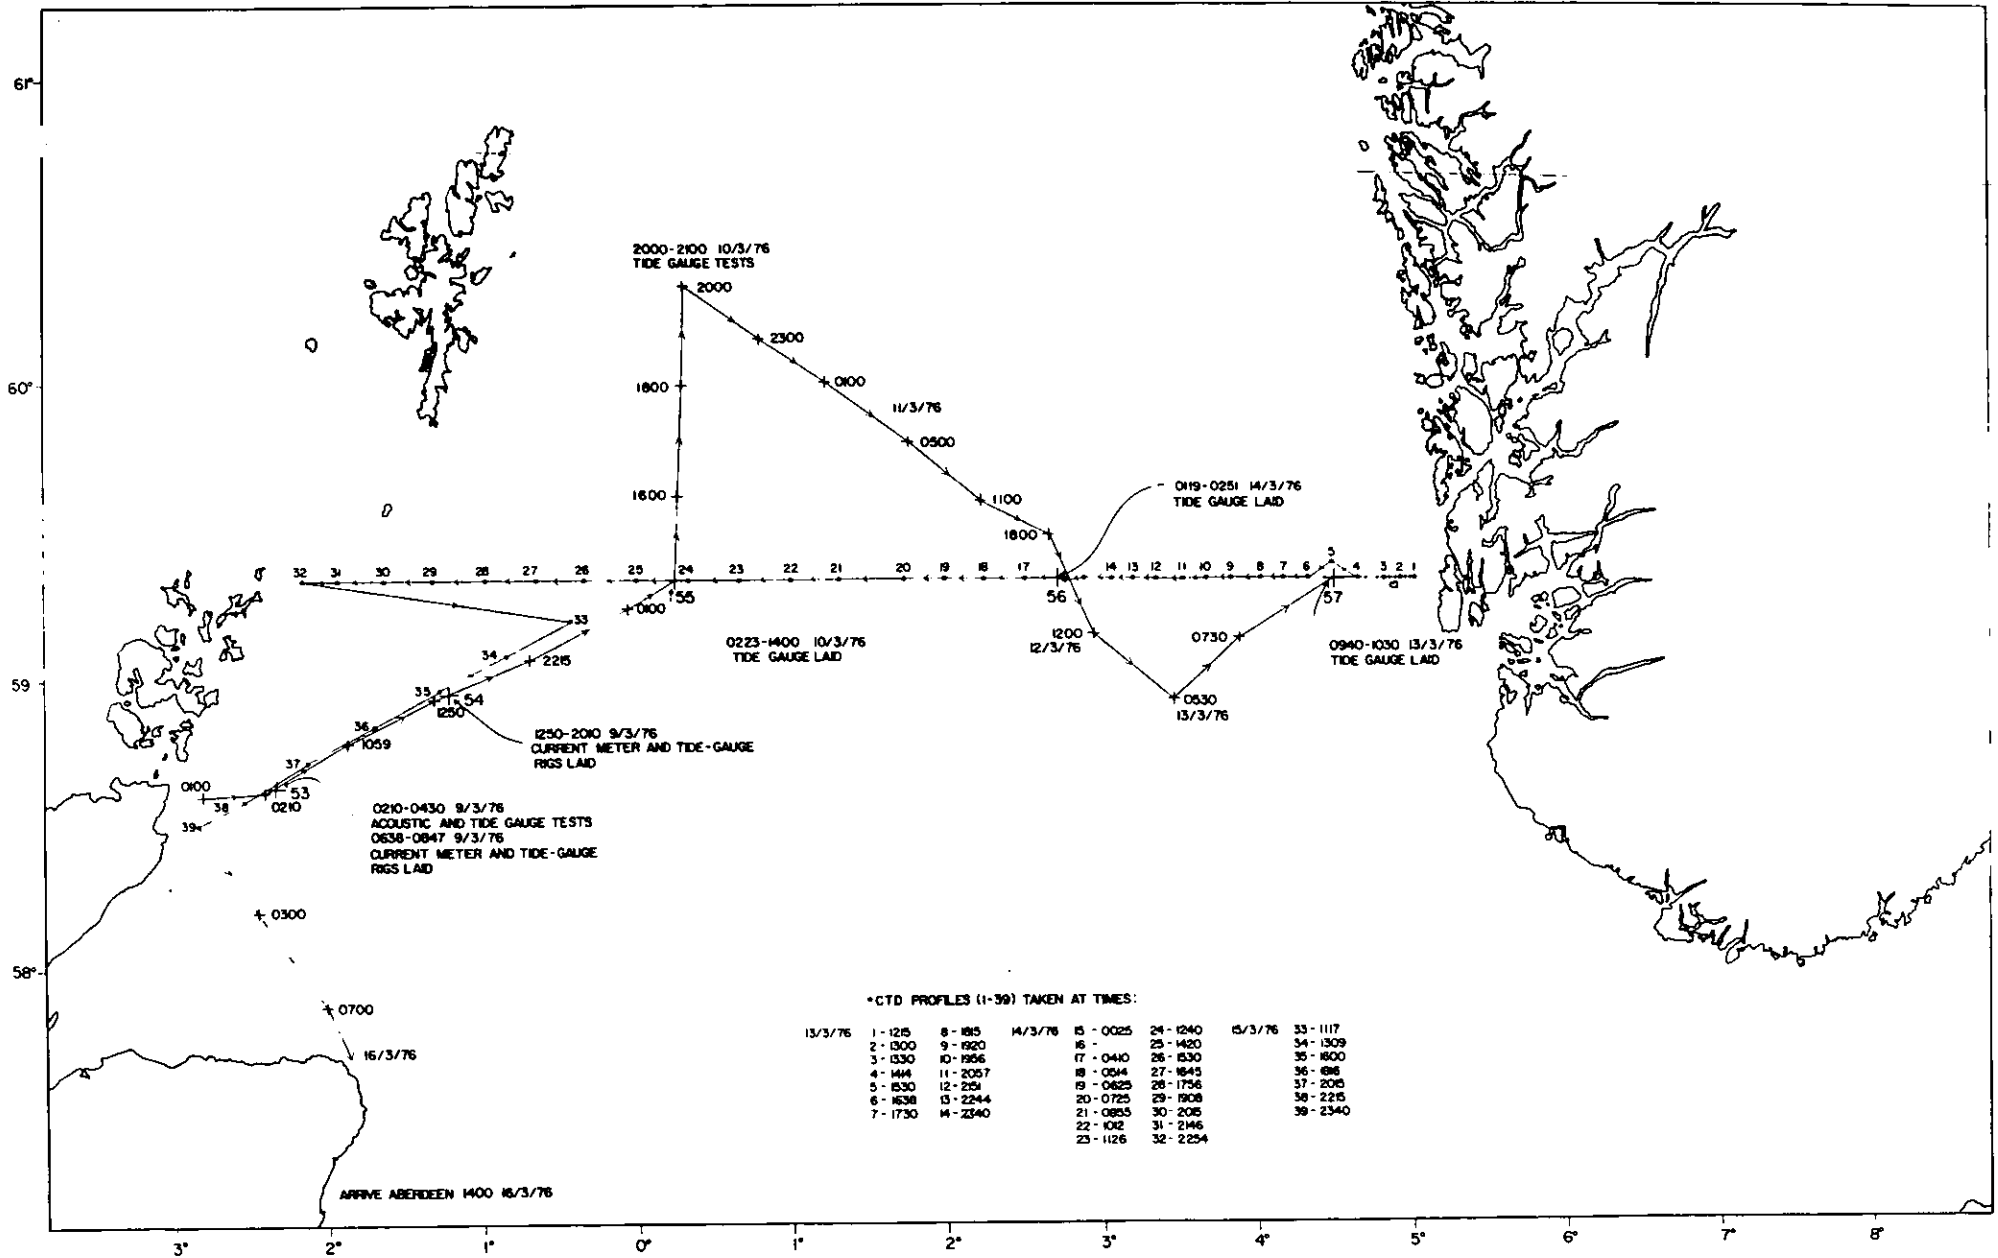 61°
60°
59
58°
2000-2100 10/3/76
TIDE GAUGE TESTS
2000
2300
1800
0100
11/3/76
0500
1600
1100
1800
0119-0251 14/3/76
TIDE GAUGE LAID
32 31 30 29 28 27 26 25 24 23 22 21 20 19 18 17 14 13 12 11 10 9 8 7 6 5 4 3 2 1
0100
55
56
57
33
0223-1400 10/3/76
TIDE GAUGE LAID
1200
12/3/76
0730
0940-1030 13/3/76
TIDE GAUGE LAID
34
2215
35
54
1250
0530
13/3/76
36
1059
1250-2010 9/3/76
CURRENT METER AND TIDE-GAUGE
RIGS LAID
37
0100
53
38
0210
39
0210-0430 9/3/76
ACOUSTIC AND TIDE GAUGE TESTS
0638-0847 9/3/76
CURRENT METER AND TIDE-GAUGE
RIGS LAID
0300
0700
16/3/76
*CTD PROFILES (1-39) TAKEN AT TIMES:
13/3/76 1 - 1215 8 - 1815 14/3/76 15 - 0025 24 - 1240 15/3/76 33 - 1117
2 - 1300 9 - 1920 16 - 25 - 1420 34 - 1309
3 - 1330 10 - 1956 17 - 0410 26 - 1530 35 - 1600
4 - 1414 11 - 2057 18 - 0514 27 - 1645 36 - 1816
5 - 1530 12 - 2151 19 - 0625 28 - 1756 37 - 2015
6 - 1638 13 - 2244 20 - 0725 29 - 1908 38 - 2215
7 - 1730 14 - 2340 21 - 0855 30 - 2015 39 - 2340
22 - 1012 31 - 2146
23 - 1126 32 - 2254
ARRIVE ABERDEEN 1400 16/3/76
3° 2° 1° 0° 1° 2° 3° 4° 5° 6° 7° 8°